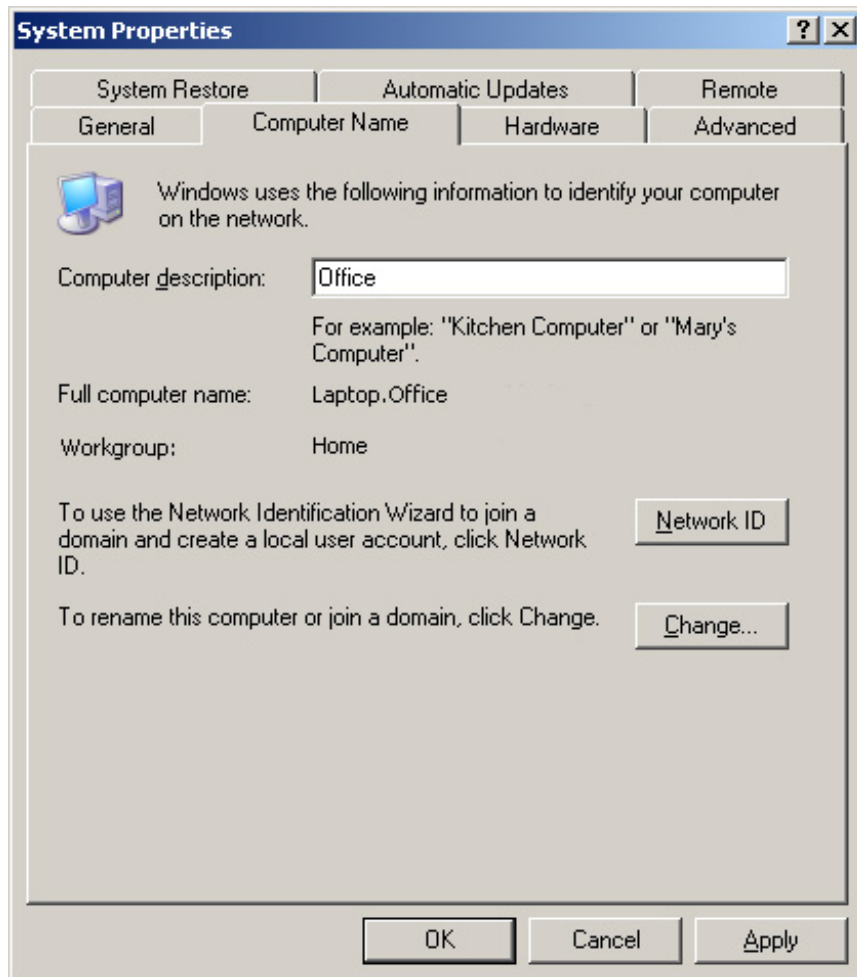 System Properties
System Restore Automatic Updates Remote
General Computer Name Hardware Advanced
Windows uses the following information to identify your computer
on the network.
Computer description: Office
For example: "Kitchen Computer" or "Mary's
Computer".
Full computer name: Laptop.Office
Workgroup: Home
To use the Network Identification Wizard to join a
domain and create a local user account, click Network
ID.
Network ID
To rename this computer or join a domain, click Change.
Change...
OK Cancel Apply